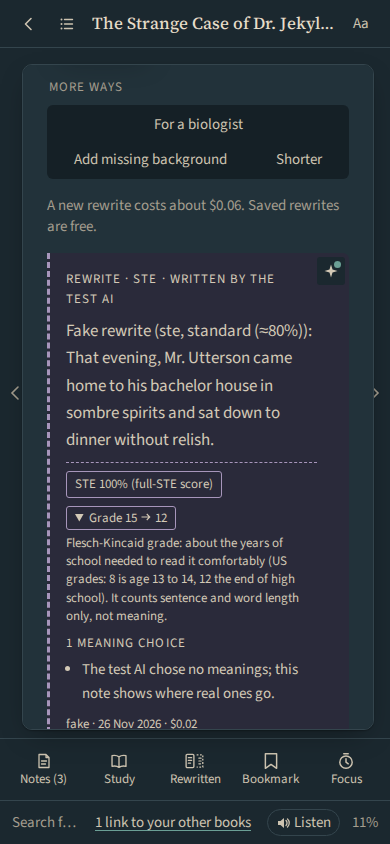 The Strange Case of Dr. Jekyl...
Aa
MORE WAYS
For a biologist
Add missing background
Shorter
A new rewrite costs about $0.06. Saved rewrites
are free.
REWRITE · STE · WRITTEN BY THE
TEST AI
Fake rewrite (ste, standard (≈80%)):
That evening, Mr. Utterson came
home to his bachelor house in
sombre spirits and sat down to
dinner without relish.
STE 100% (full-STE score)
▼ Grade 15 → 12
Flesch-Kincaid grade: about the years of
school needed to read it comfortably (US
grades: 8 is age 13 to 14, 12 the end of high
school). It counts sentence and word length
only, not meaning.
1 MEANING CHOICE
• The test AI chose no meanings; this
note shows where real ones go.
fake · 26 Nov 2026 · $0.02
Notes (3)
Study
Rewritten
Bookmark
Focus
Search f...
1 link to your other books
Listen
11%